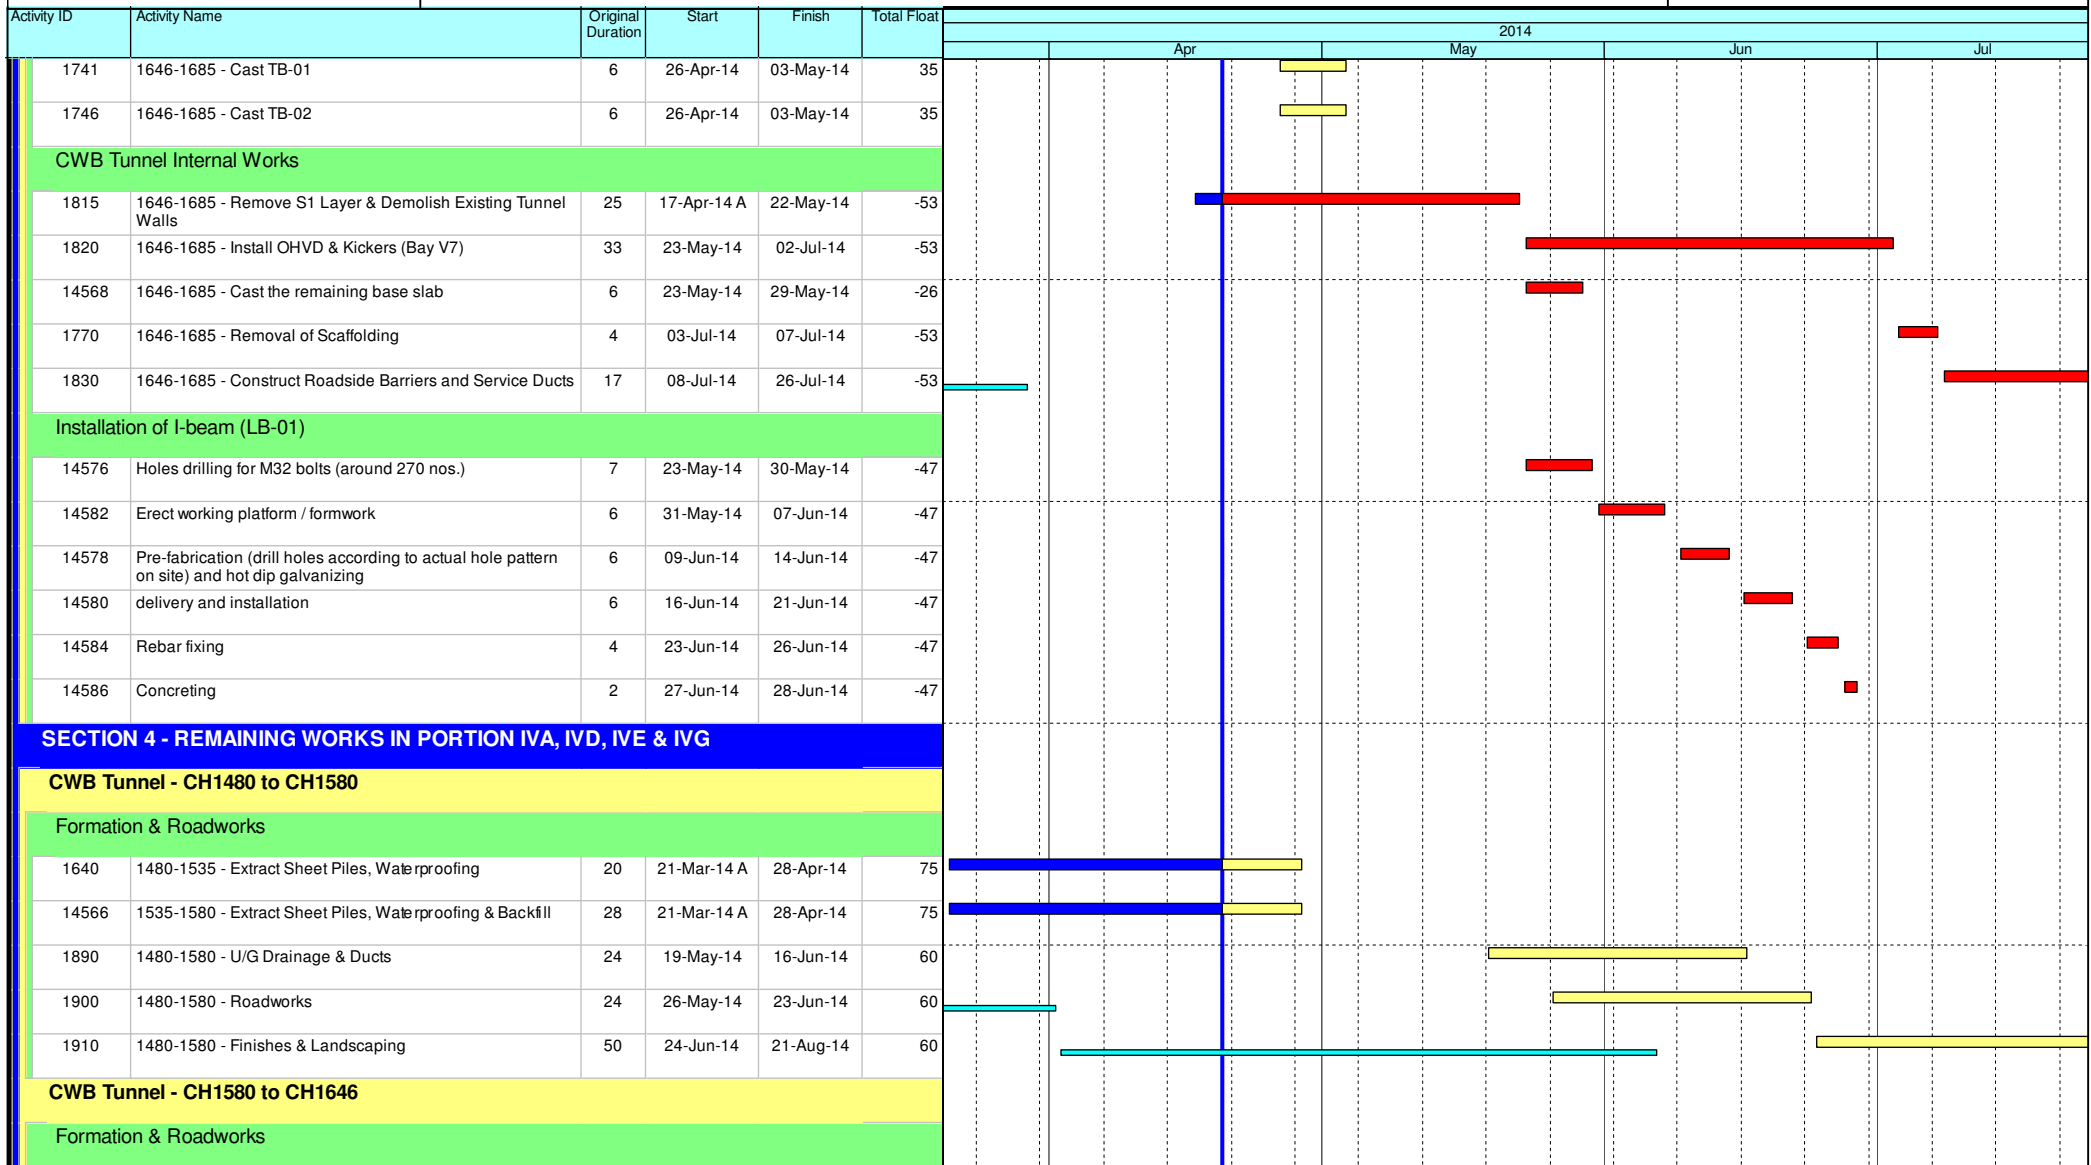 Activity ID Activity Name Original Duration Start Finish Total Float
2014
Apr May Jun Jul
1741 1646-1685 - Cast TB-01 6 26-Apr-14 03-May-14 35
1746 1646-1685 - Cast TB-02 6 26-Apr-14 03-May-14 35
CWB Tunnel Internal Works
1815 1646-1685 - Remove S1 Layer & Demolish Existing Tunnel Walls 25 17-Apr-14 A 22-May-14 -53
1820 1646-1685 - Install OHVD & Kickers (Bay V7) 33 23-May-14 02-Jul-14 -53
14568 1646-1685 - Cast the remaining base slab 6 23-May-14 29-May-14 -26
1770 1646-1685 - Removal of Scaffolding 4 03-Jul-14 07-Jul-14 -53
1830 1646-1685 - Construct Roadside Barriers and Service Ducts 17 08-Jul-14 26-Jul-14 -53
Installation of I-beam (LB-01)
14576 Holes drilling for M32 bolts (around 270 nos.) 7 23-May-14 30-May-14 -47
14582 Erect working platform / formwork 6 31-May-14 07-Jun-14 -47
14578 Pre-fabrication (drill holes according to actual hole pattern on site) and hot dip galvanizing 6 09-Jun-14 14-Jun-14 -47
14580 delivery and installation 6 16-Jun-14 21-Jun-14 -47
14584 Rebar fixing 4 23-Jun-14 26-Jun-14 -47
14586 Concreting 2 27-Jun-14 28-Jun-14 -47
SECTION 4 - REMAINING WORKS IN PORTION IVA, IVD, IVE & IVG
CWB Tunnel - CH1480 to CH1580
Formation & Roadworks
1640 1480-1535 - Extract Sheet Piles, Waterproofing 20 21-Mar-14 A 28-Apr-14 75
14566 1535-1580 - Extract Sheet Piles, Waterproofing & Backfill 28 21-Mar-14 A 28-Apr-14 75
1890 1480-1580 - U/G Drainage & Ducts 24 19-May-14 16-Jun-14 60
1900 1480-1580 - Roadworks 24 26-May-14 23-Jun-14 60
1910 1480-1580 - Finishes & Landscaping 50 24-Jun-14 21-Aug-14 60
CWB Tunnel - CH1580 to CH1646
Formation & Roadworks